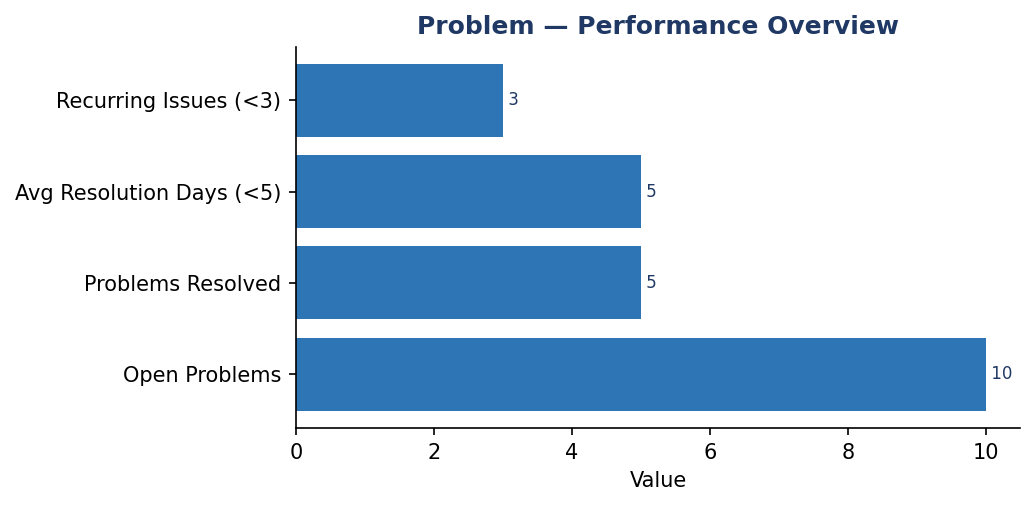 Problem — Performance Overview
Recurring Issues (<3)
3
Avg Resolution Days (<5)
5
Problems Resolved
5
Open Problems
10
0 2 4 6 8 10
Value